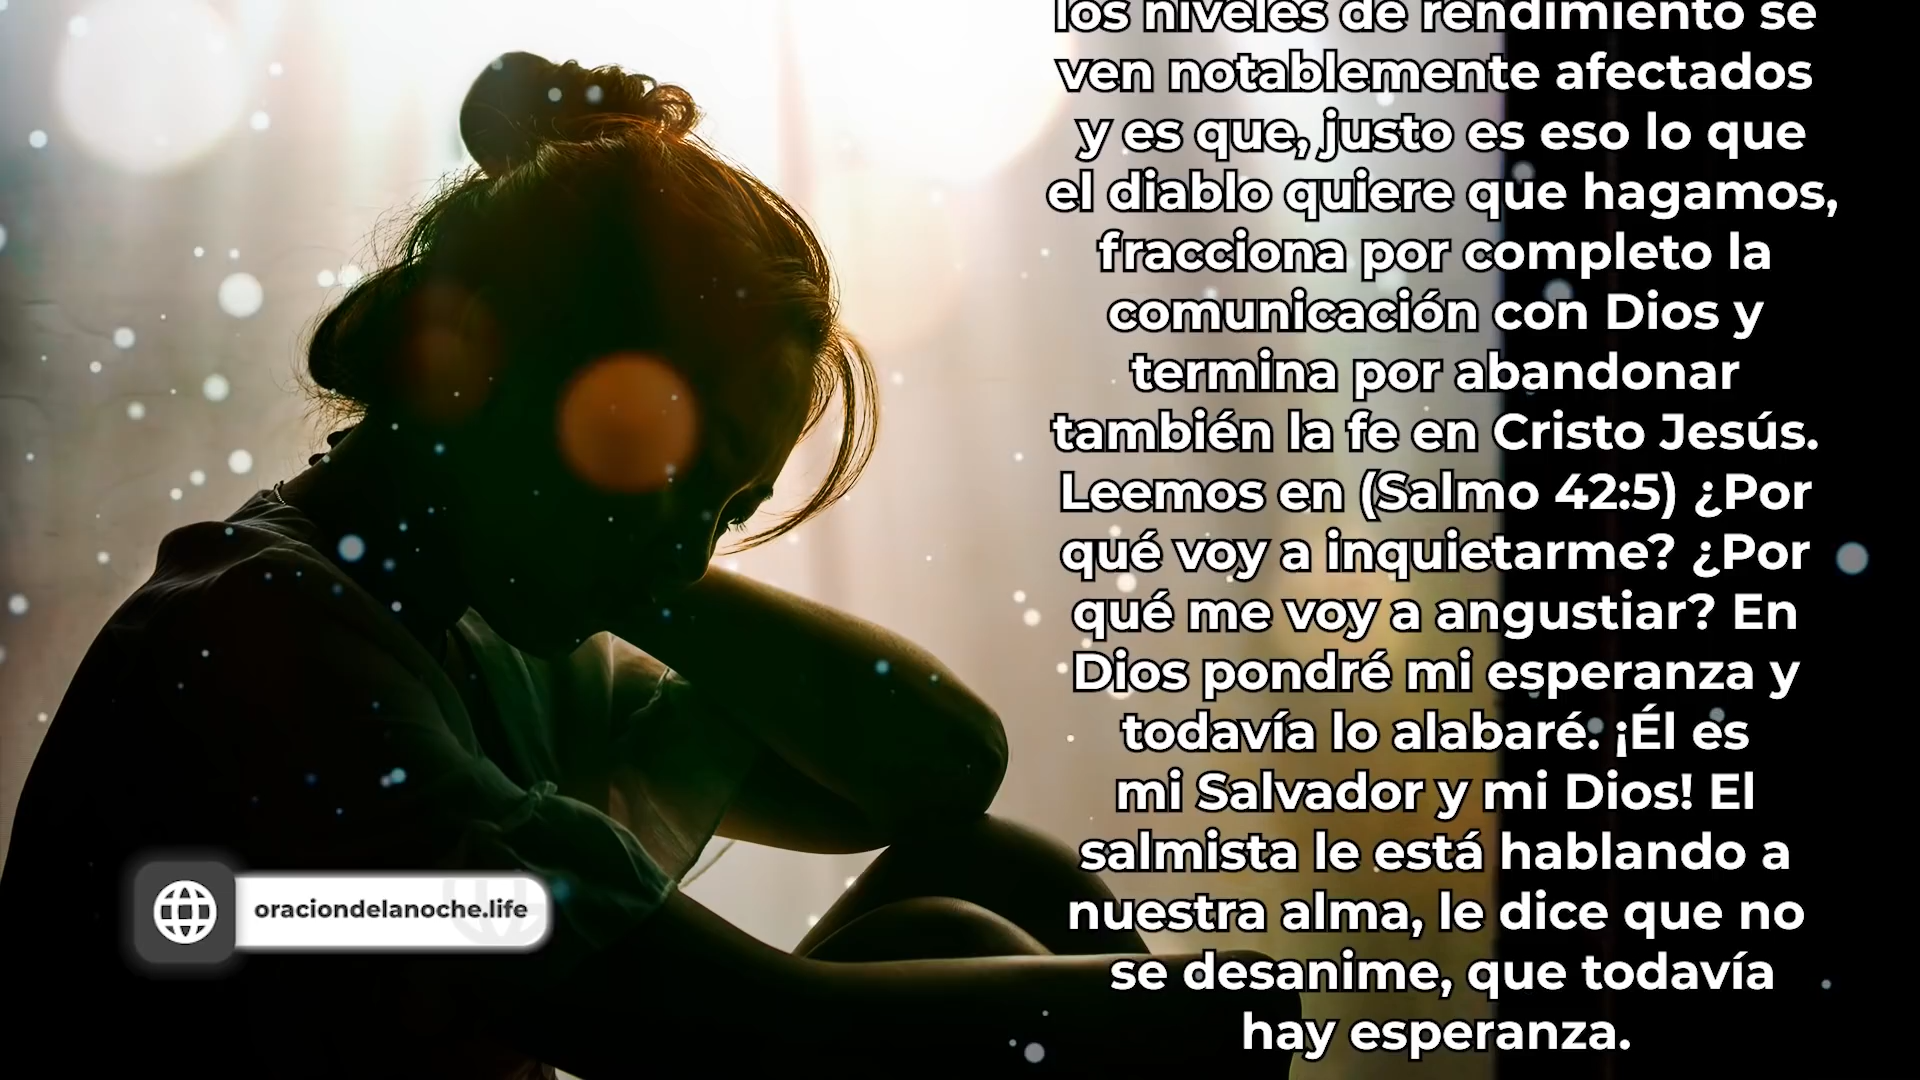 los niveles de rendimiento se
ven notablemente afectados
y es que, justo es eso lo que
el diablo quiere que hagamos,
fracciona por completo la
comunicación con Dios y
termina por abandonar
también la fe en Cristo Jesús.
Leemos en (Salmo 42:5) ¿Por
qué voy a inquietarme? ¿Por
qué me voy a angustiar? En
Dios pondré mi esperanza y
todavía lo alabaré. ¡Él es
mi Salvador y mi Dios! El
salmista le está hablando a
nuestra alma, le dice que no
se desanime, que todavía
hay esperanza.
oraciondelanoche.life